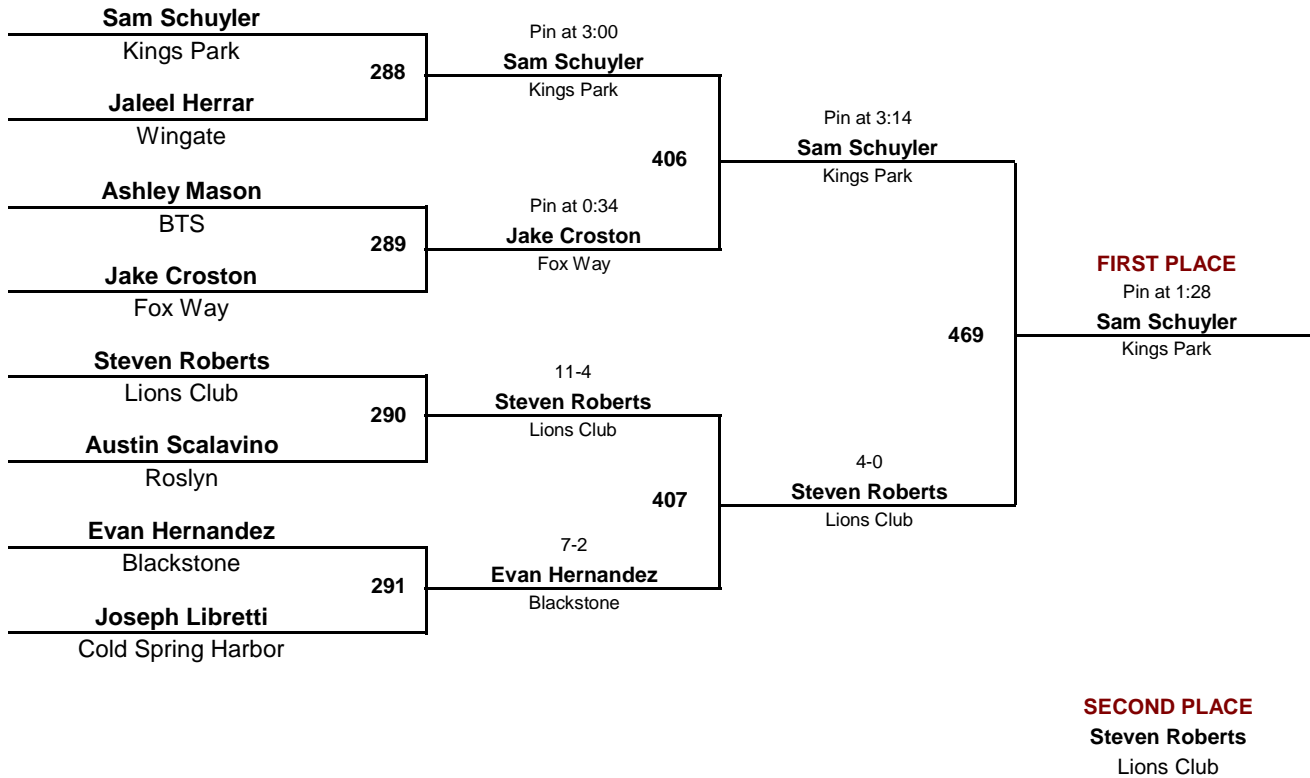 Sam Schuyler
Kings Park
288
Jaleel Herrar
Wingate
Ashley Mason
BTS
289
Jake Croston
Fox Way
Steven Roberts
Lions Club
290
Austin Scalavino
Roslyn
Evan Hernandez
Blackstone
291
Joseph Libretti
Cold Spring Harbor
Pin at 3:00
Sam Schuyler
Kings Park
406
Pin at 0:34
Jake Croston
Fox Way
11-4
Steven Roberts
Lions Club
407
7-2
Evan Hernandez
Blackstone
Pin at 3:14
Sam Schuyler
Kings Park
469
4-0
Steven Roberts
Lions Club
FIRST PLACE
Pin at 1:28
Sam Schuyler
Kings Park
SECOND PLACE
Steven Roberts
Lions Club